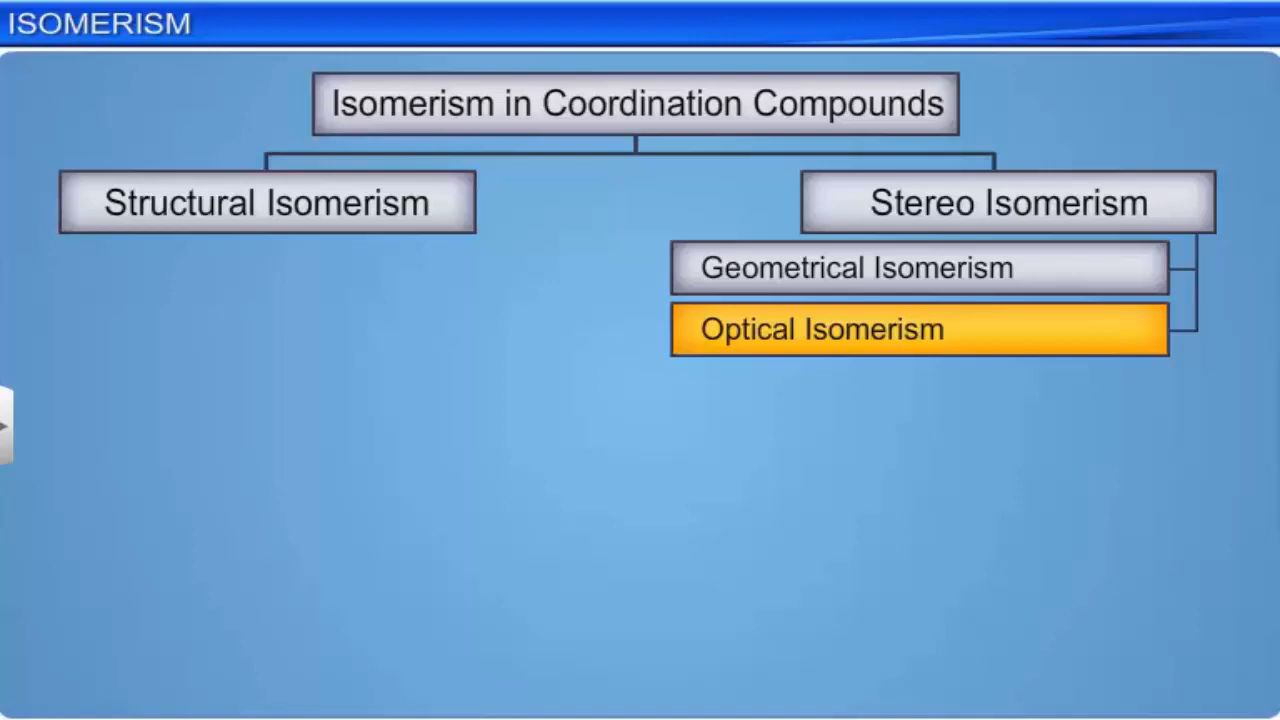 ISOMERISM
Isomerism in Coordination Compounds
Structural Isomerism
Stereo Isomerism
Geometrical Isomerism
Optical Isomerism